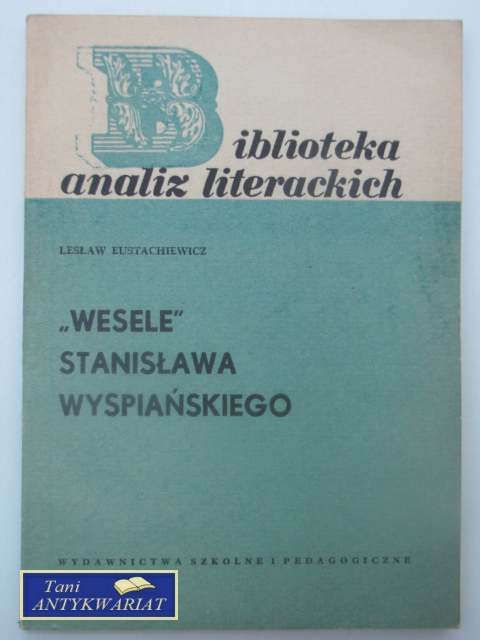 Biblioteka
analiz literackich
LESŁAW EUSTACHIEWICZ
„WESELE”
STANISŁAWA
WYSPIAŃSKIEGO
WYDAWNICTWA SZKOLNE I PEDAGOGICZNE
Tani
ANTYKWARIAT